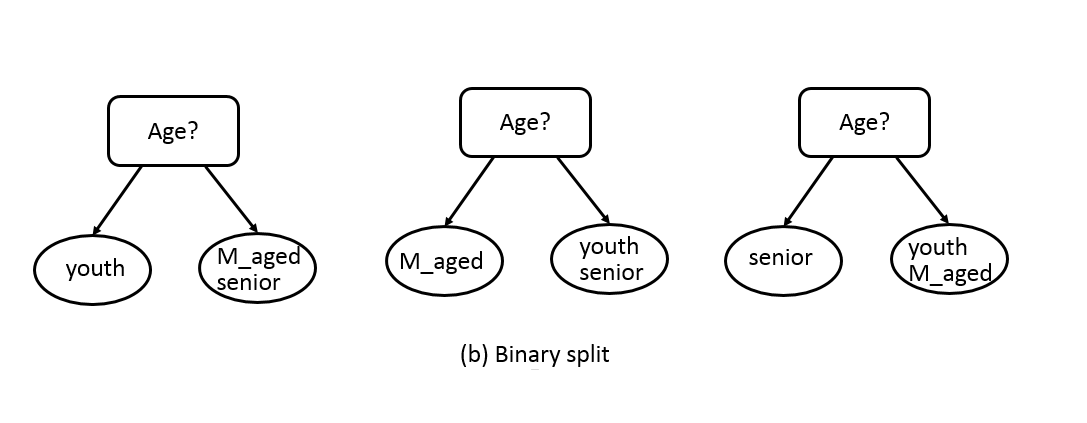 Age?
youth
M_aged
senior
Age?
M_aged
youth
senior
Age?
senior
youth
M_aged
(b) Binary split